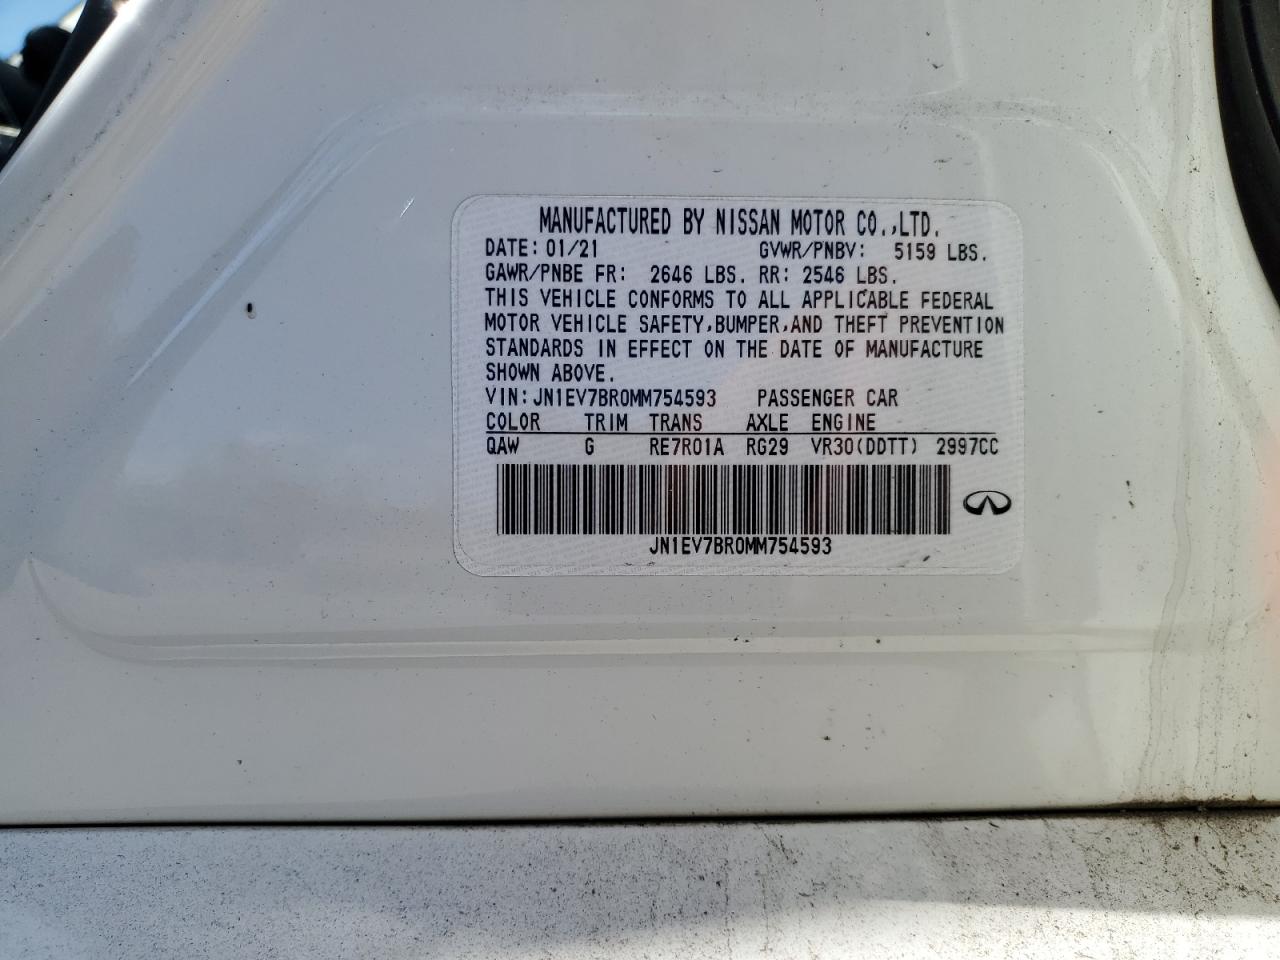 MANUFACTURED BY NISSAN MOTOR CO.,LTD.
DATE: 01/21 GVWR/PNBV: 5159 LBS.
GAWR/PNBE FR: 2646 LBS. RR: 2546 LBS.
THIS VEHICLE CONFORMS TO ALL APPLICABLE FEDERAL
MOTOR VEHICLE SAFETY,BUMPER,AND THEFT PREVENTION
STANDARDS IN EFFECT ON THE DATE OF MANUFACTURE
SHOWN ABOVE.
VIN: JN1EV7BR0MM754593 PASSENGER CAR
COLOR TRIM TRANS AXLE ENGINE
QAW G RE7R01A RG29 VR30(DDTT) 2997CC
JN1EV7BR0MM754593